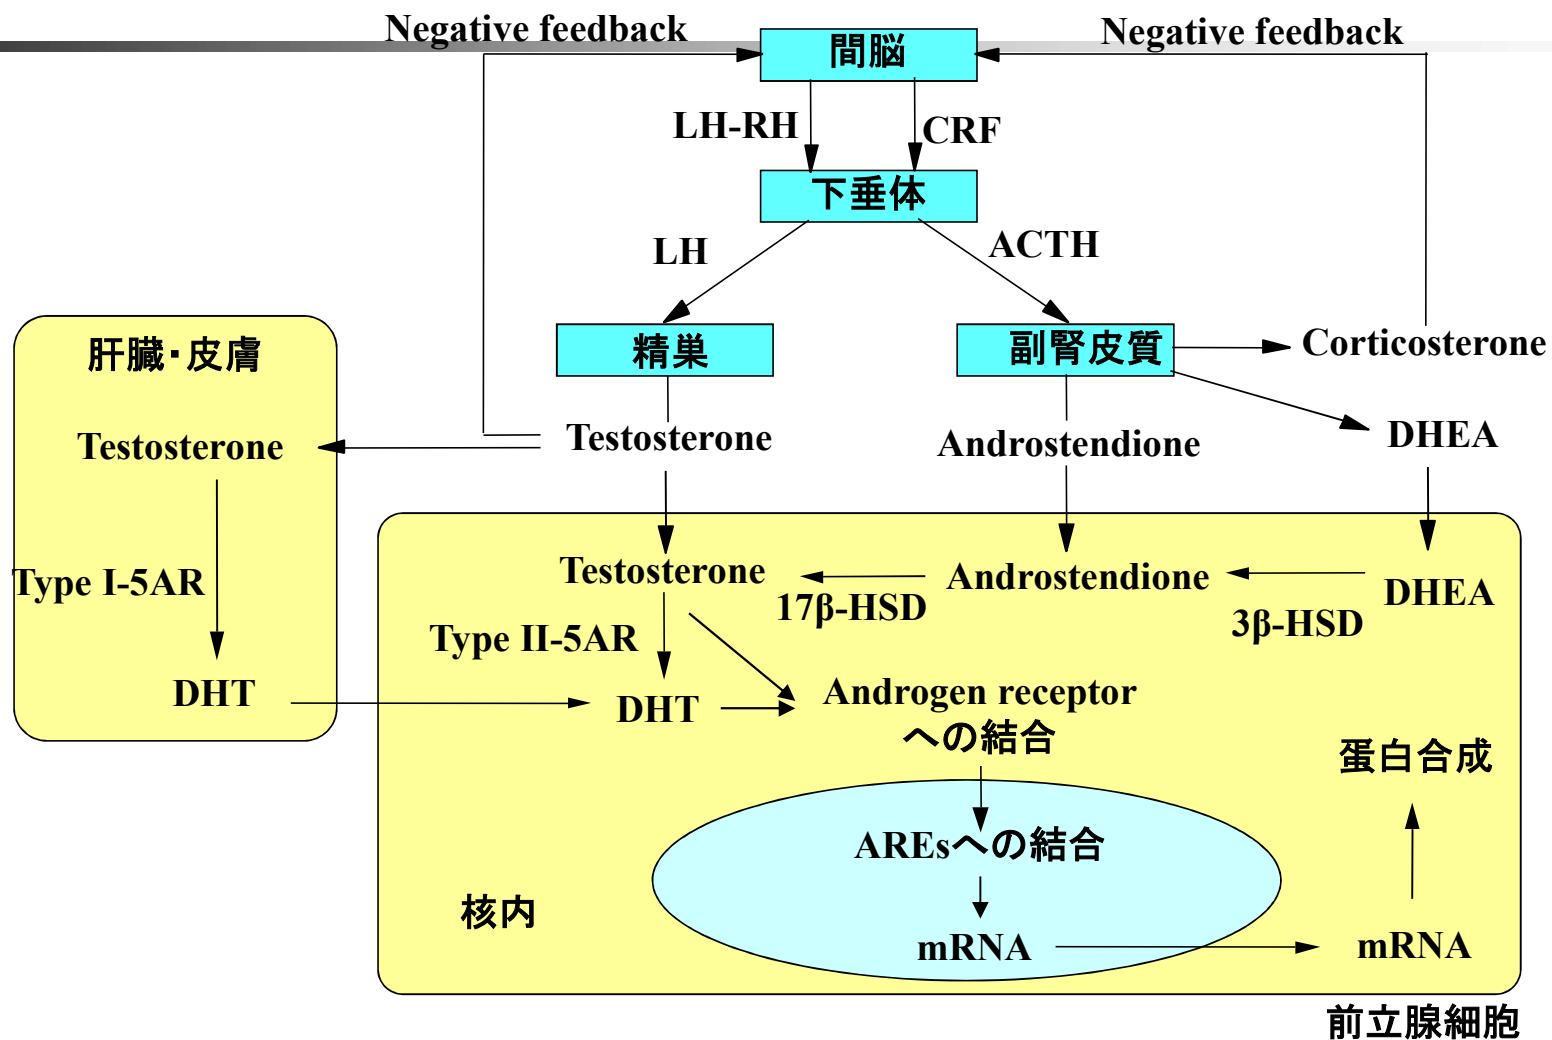 Negative feedback
Negative feedback
間脳
LH-RH
CRF
下垂体
LH
ACTH
肝臓・皮膚
精巣
副腎皮質
Corticosterone
Testosterone
Testosterone
Androstendione
DHEA
Type I-5AR
Testosterone
17β-HSD
Androstendione
3β-HSD
DHEA
Type II-5AR
DHT
DHT
Androgen receptor
への結合
蛋白合成
AREsへの結合
核内
mRNA
mRNA
前立腺細胞